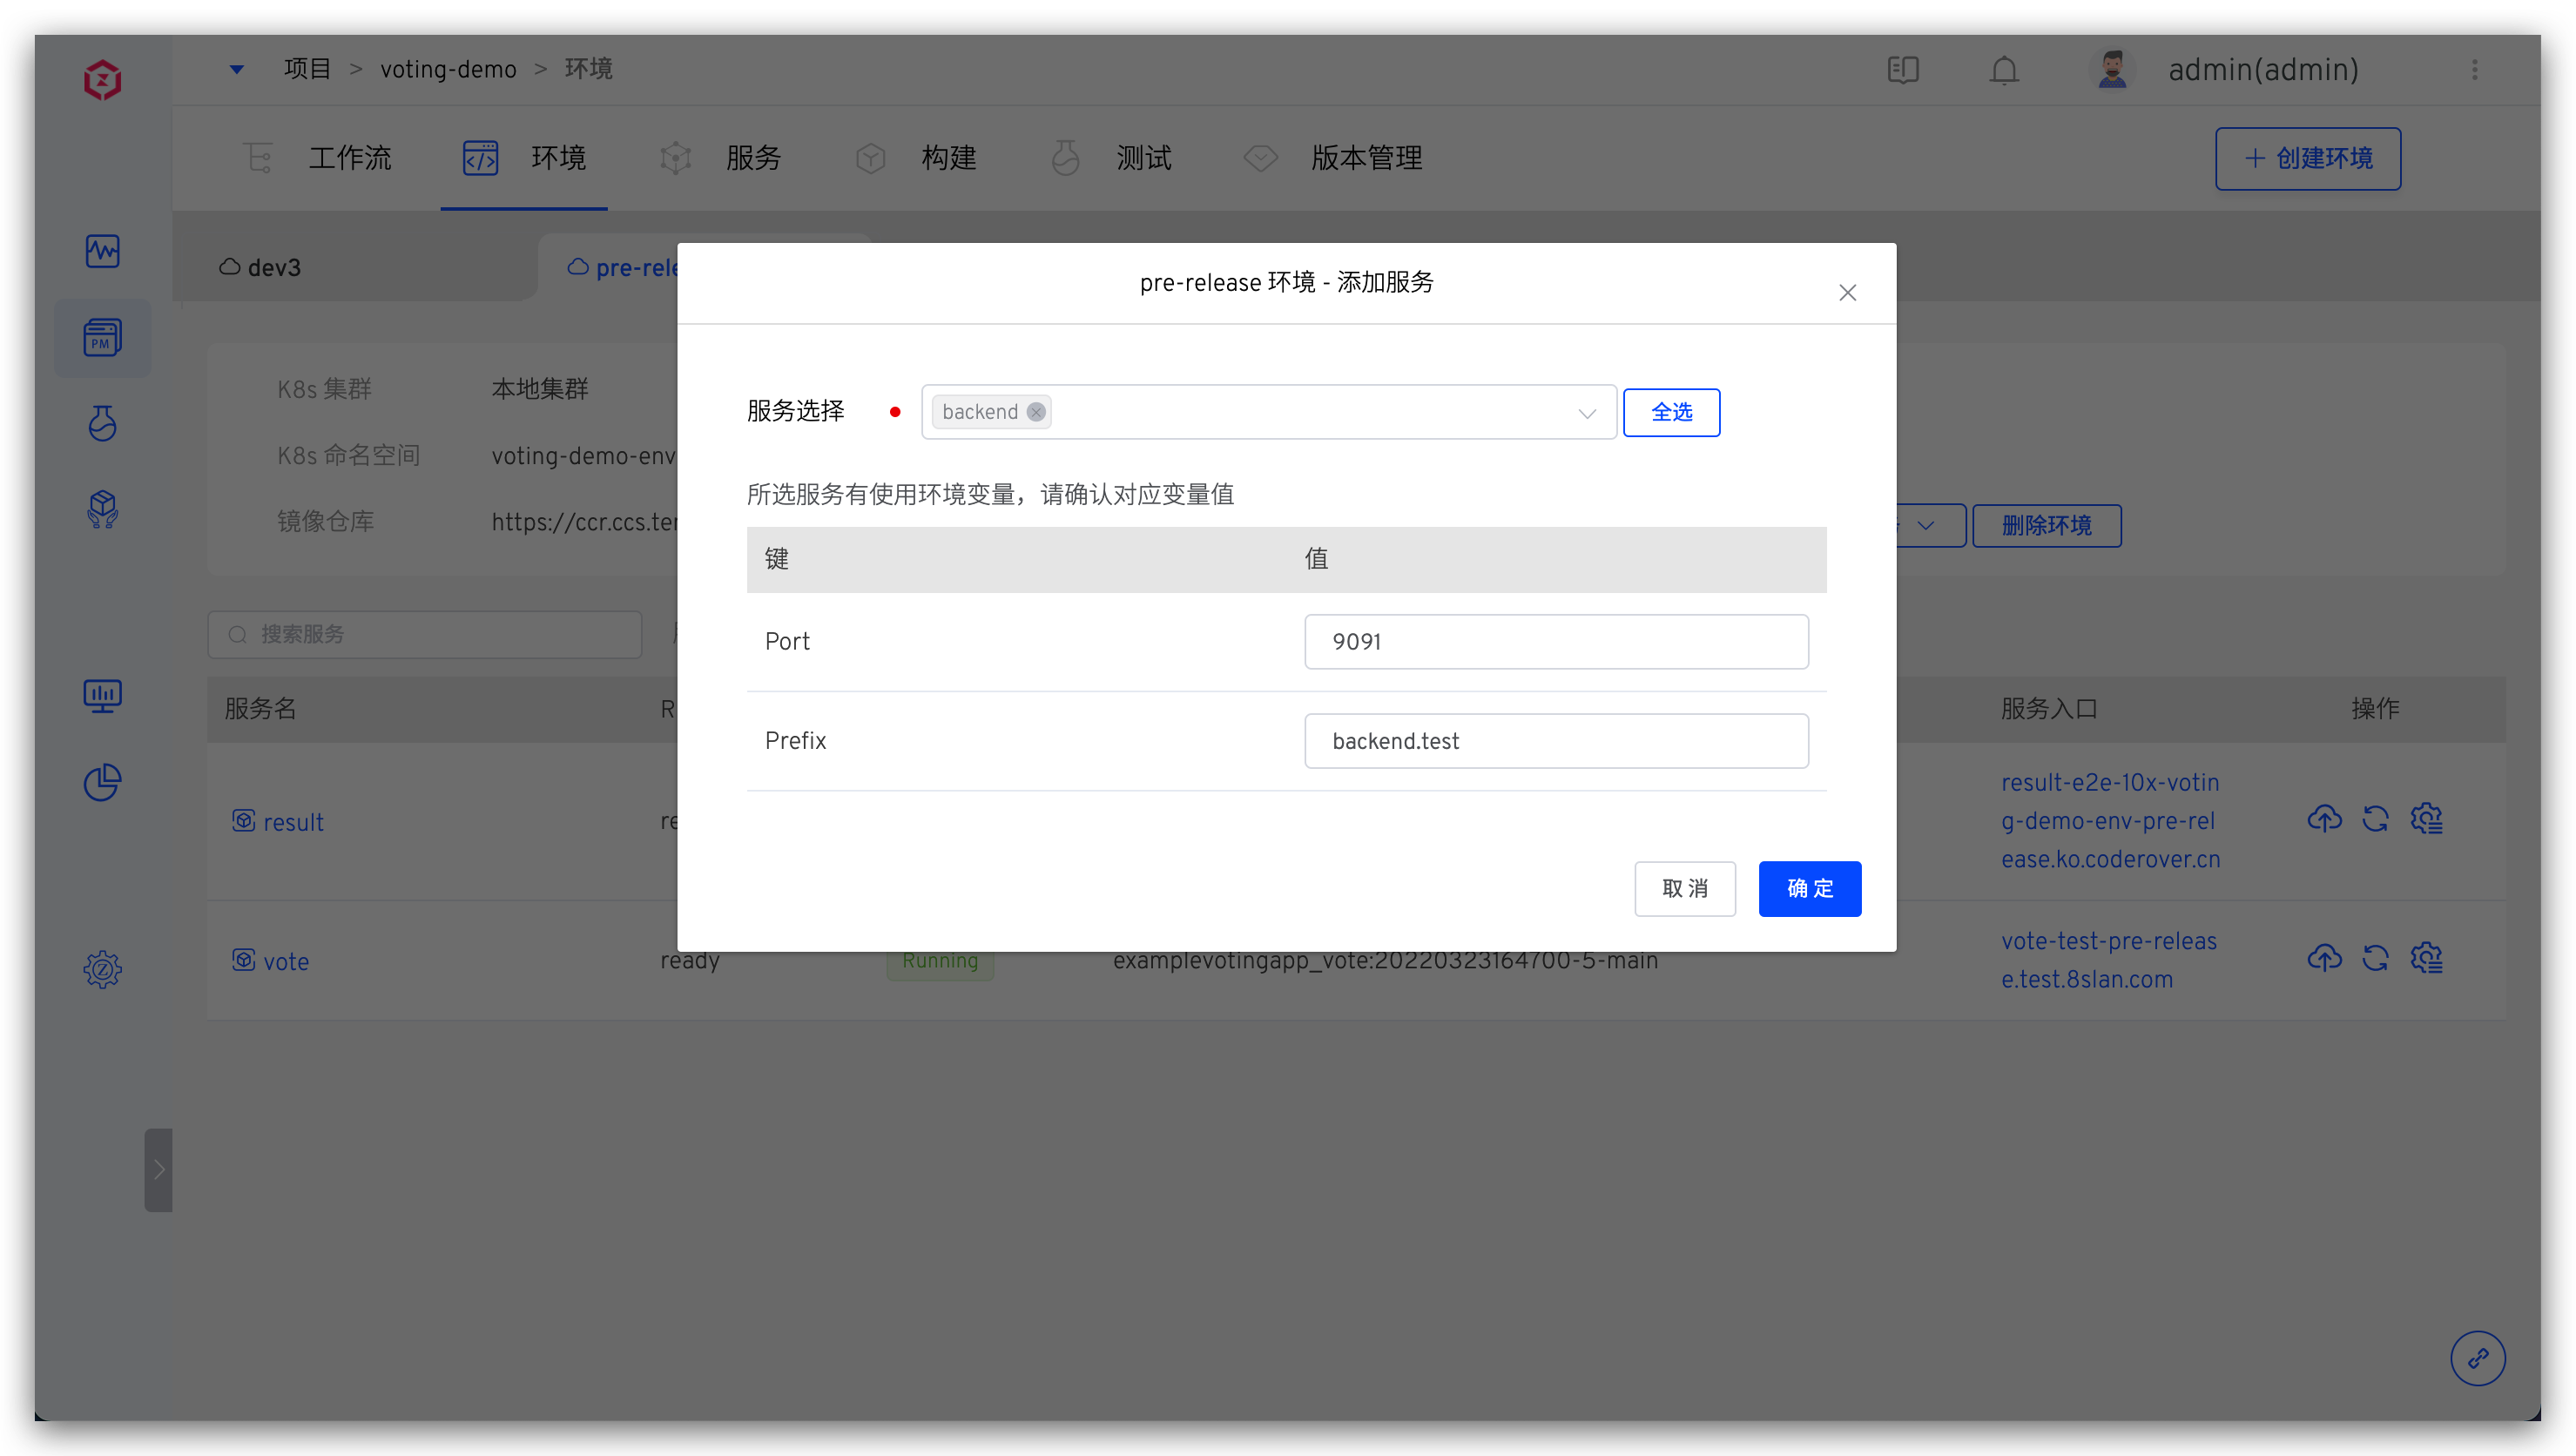 项目 > voting-demo > 环境
admin(admin)
工作流 环境 服务 构建 测试 版本管理
+ 创建环境
dev3
pre-rele
pre-release 环境 - 添加服务
K8s 集群 本地集群
K8s 命名空间 voting-demo-env
镜像仓库 https://ccr.ccs.ter
删除环境
服务选择 backend 全选
所选服务有使用环境变量，请确认对应变量值
键 值
Port 9091
Prefix backend.test
取消 确定
搜索服务
服务名 服务入口 操作
result
result-e2e-10x-votin
g-demo-env-pre-rel
ease.ko.coderover.cn
vote ready Running examplevotingapp_vote:20220323164700-5-main
vote-test-pre-releas
e.test.8slan.com
PM